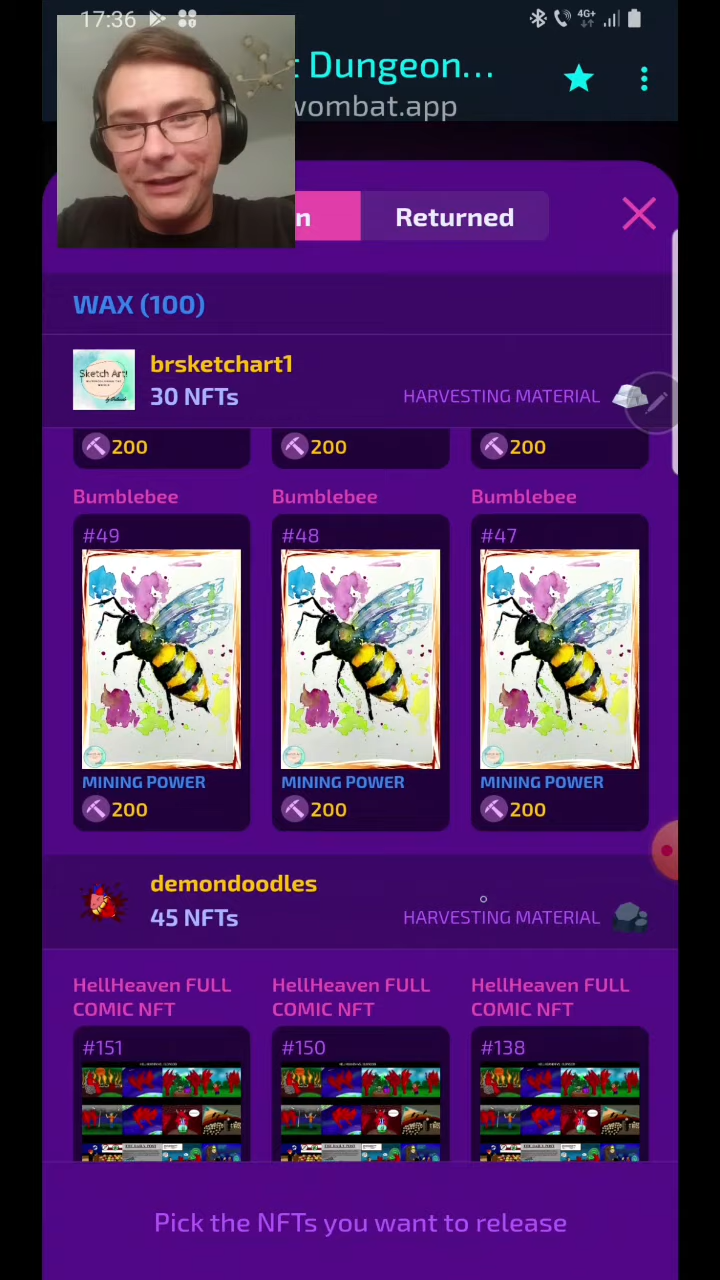 17:36
4G+
t Dungeon...
wombat.app
n
Returned
WAX (100)
Sketch Art!
brsketchart1
30 NFTs
HARVESTING MATERIAL
200
200
200
Bumblebee
Bumblebee
Bumblebee
#49
#48
#47
MINING POWER
MINING POWER
MINING POWER
200
200
200
demondoodles
45 NFTs
HARVESTING MATERIAL
HellHeaven FULL
COMIC NFT
HellHeaven FULL
COMIC NFT
HellHeaven FULL
COMIC NFT
#151
#150
#138
Pick the NFTs you want to release